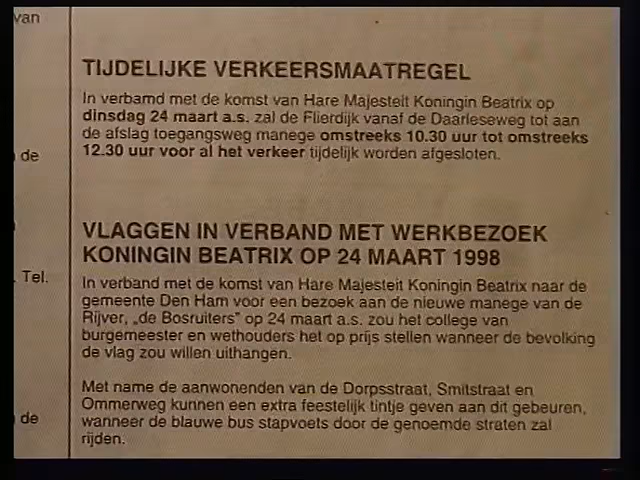 van
TIJDELIJKE VERKEERSMAATREGEL
In verbamd met de komst van Hare Majesteit Koningin Beatrix op
dinsdag 24 maart a.s. zal de Flierdijk vanaf de Daarleseweg tot aan
de afslag toegangsweg manege omstreeks 10.30 uur tot omstreeks
12.30 uur voor al het verkeer tijdelijk worden afgesloten.
de
VLAGGEN IN VERBAND MET WERKBEZOEK
KONINGIN BEATRIX OP 24 MAART 1998
Tel.
In verband met de komst van Hare Majesteit Koningin Beatrix naar de
gemeente Den Ham voor een bezoek aan de nieuwe manege van de
Rijver, „de Bosruiters" op 24 maart a.s. zou het college van
burgemeester en wethouders het op prijs stellen wanneer de bevolking
de vlag zou willen uithangen.
Met name de aanwonenden van de Dorpsstraat, Smitstraat en
Ommerweg kunnen een extra feestelijk tintje geven aan dit gebeuren,
wanneer de blauwe bus stapvoets door de genoemde straten zal
rijden.
de